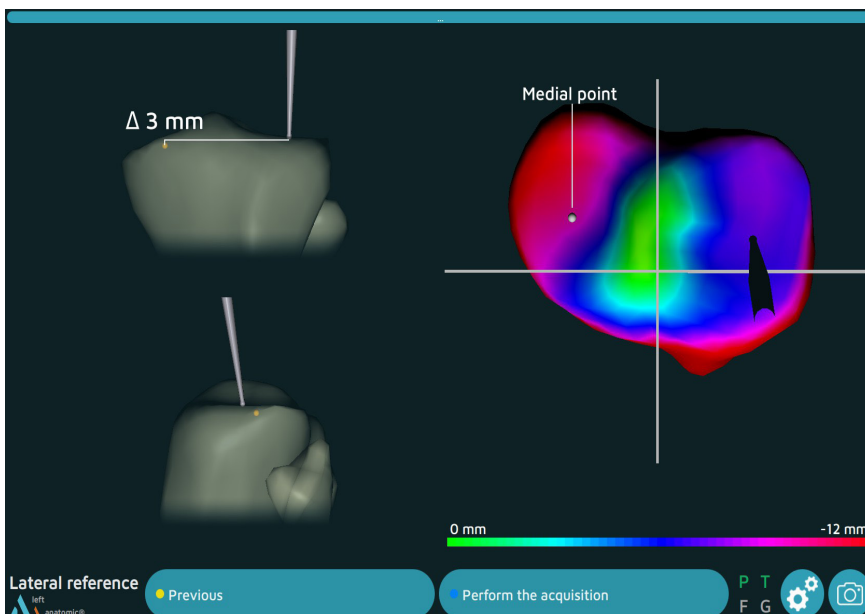 ...
Δ 3 mm
Medial point
0 mm
-12 mm
Lateral reference
left
anatomic®
Previous
Perform the acquisition
P T
F G